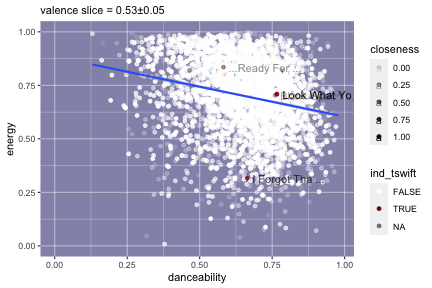 valence slice = 0.53±0.05
1.00
0.75
0.50
0.25
0.00
energy
...Ready For ...
Look What Yo
I Forgot Tha ...
0.00
0.25
0.50
0.75
1.00
danceability
closeness
0.00
0.25
0.50
0.75
1.00
ind_tswift
FALSE
TRUE
NA